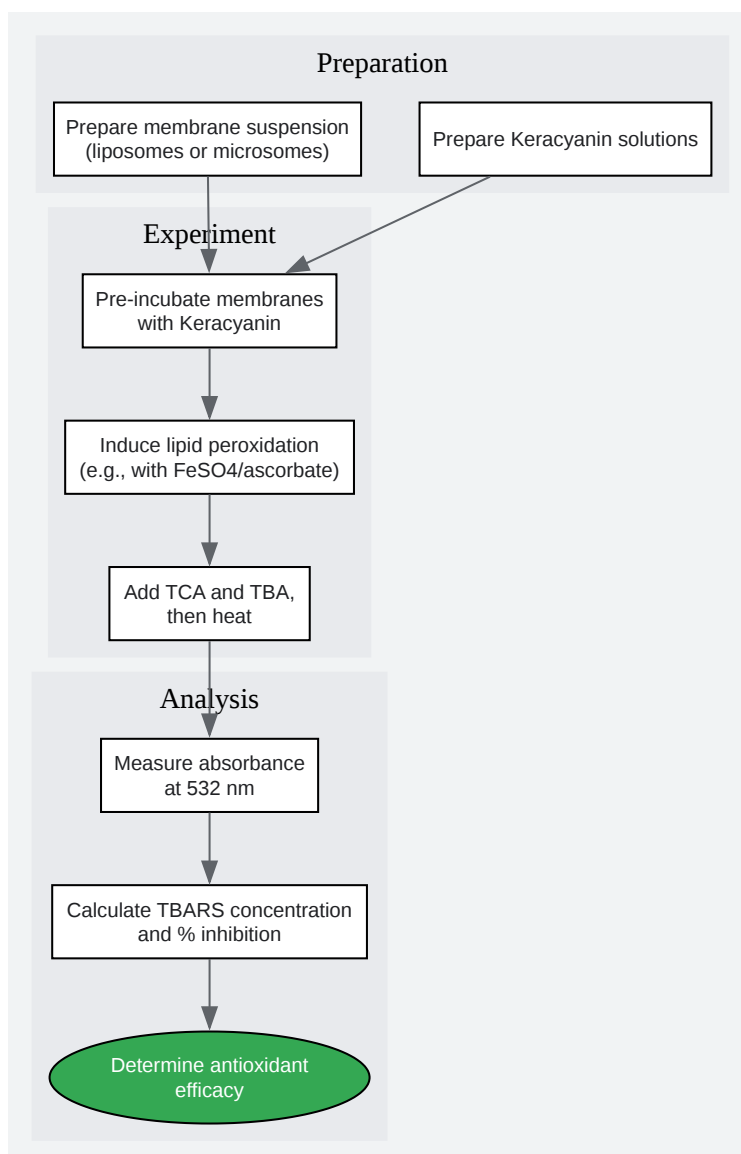 Preparation
Prepare membrane suspension
(liposomes or microsomes)
Prepare Keracyanin solutions
Experiment
Pre-incubate membranes
with Keracyanin
Induce lipid peroxidation
(e.g., with FeSO4/ascorbate)
Add TCA and TBA,
then heat
Analysis
Measure absorbance
at 532 nm
Calculate TBARS concentration
and % inhibition
Determine antioxidant
efficacy